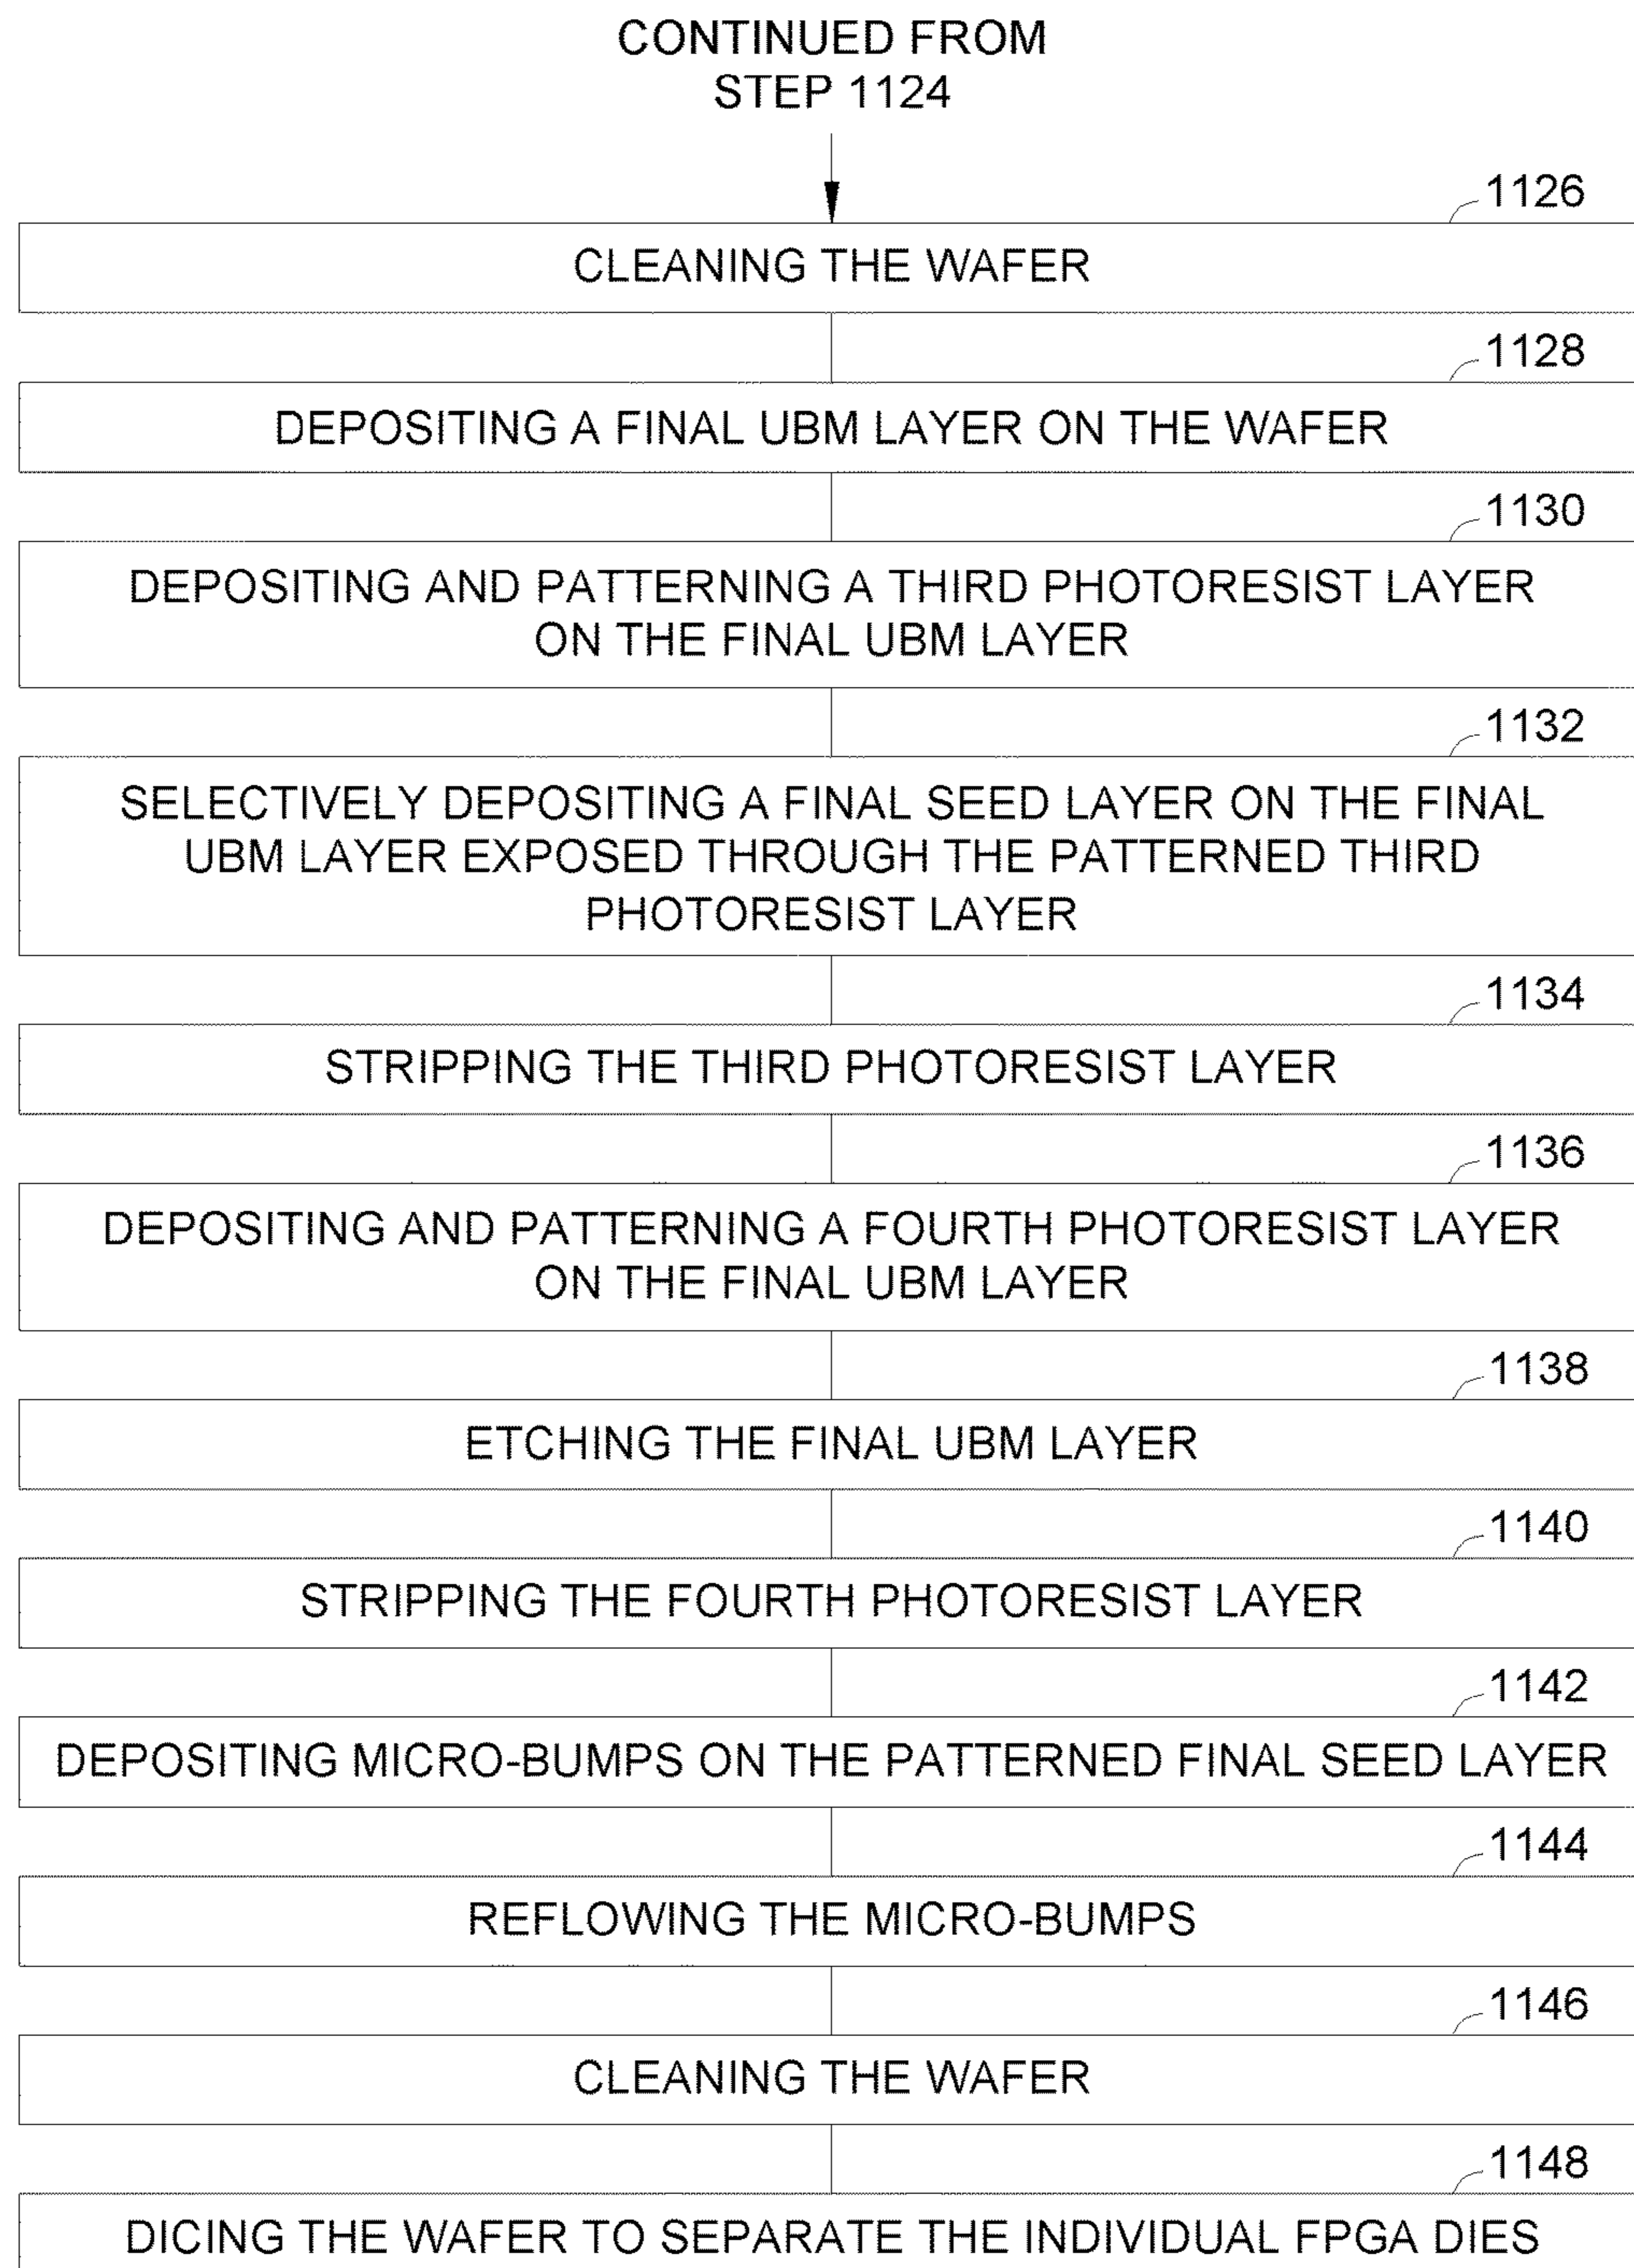 CONTINUED FROM
STEP 1124
1126
CLEANING THE WAFER
1128
DEPOSITING A FINAL UBM LAYER ON THE WAFER
1130
DEPOSITING AND PATTERNING A THIRD PHOTORESIST LAYER
ON THE FINAL UBM LAYER
1132
SELECTIVELY DEPOSITING A FINAL SEED LAYER ON THE FINAL
UBM LAYER EXPOSED THROUGH THE PATTERNED THIRD
PHOTORESIST LAYER
1134
STRIPPING THE THIRD PHOTORESIST LAYER
1136
DEPOSITING AND PATTERNING A FOURTH PHOTORESIST LAYER
ON THE FINAL UBM LAYER
1138
ETCHING THE FINAL UBM LAYER
1140
STRIPPING THE FOURTH PHOTORESIST LAYER
1142
DEPOSITING MICRO-BUMPS ON THE PATTERNED FINAL SEED LAYER
1144
REFLOWING THE MICRO-BUMPS
1146
CLEANING THE WAFER
1148
DICING THE WAFER TO SEPARATE THE INDIVIDUAL FPGA DIES